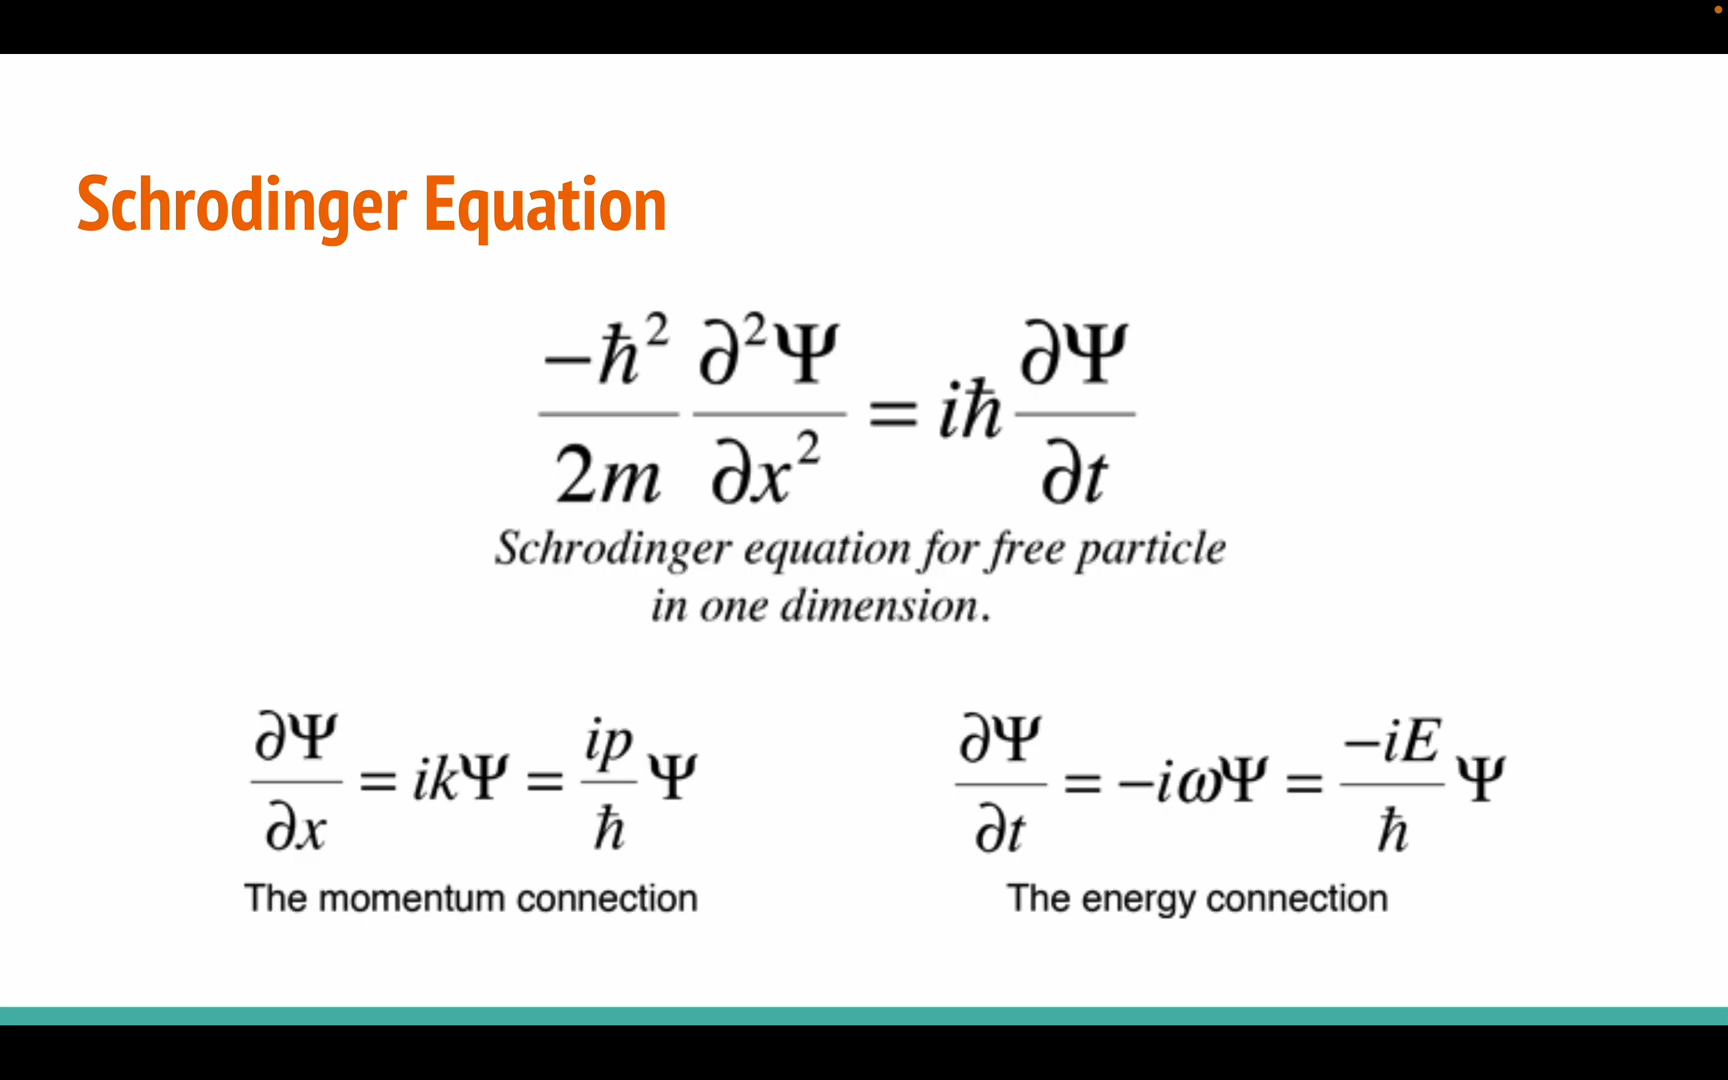 Schrodinger Equation
−ħ²/2m ∂²Ψ/∂x² = iħ ∂Ψ/∂t
Schrodinger equation for free particle
in one dimension.
∂Ψ/∂x = ikΨ = ip/ħ Ψ
The momentum connection
∂Ψ/∂t = −iωΨ = −iE/ħ Ψ
The energy connection